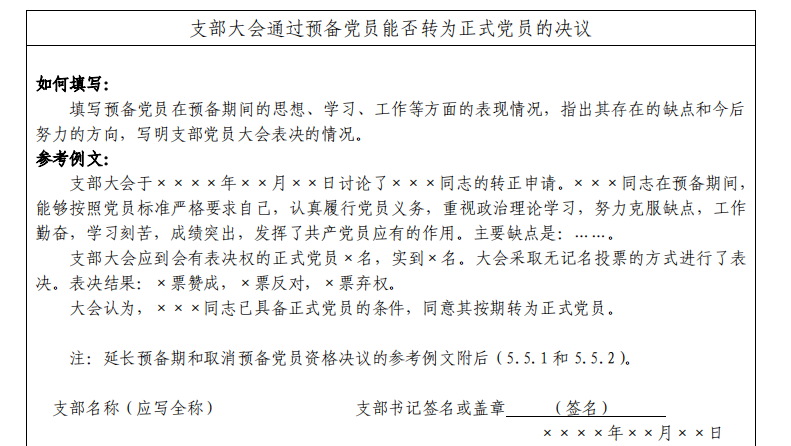 支部大会通过预备党员能否转为正式党员的决议
如何填写：
填写预备党员在预备期间的思想、学习、工作等方面的表现情况，指出其存在的缺点和今后
努力的方向，写明支部党员大会表决的情况。
参考例文：
支部大会于××××年××月××日讨论了×××同志的转正申请。×××同志在预备期间，
能够按照党员标准严格要求自己，认真履行党员义务，重视政治理论学习，努力克服缺点，工作
勤奋，学习刻苦，成绩突出，发挥了共产党员应有的作用。主要缺点是：……。
支部大会应到会有表决权的正式党员×名，实到×名。大会采取无记名投票的方式进行了表
决。表决结果：×票赞成，×票反对，×票弃权。
大会认为，×××同志已具备正式党员的条件，同意其按期转为正式党员。
注：延长预备期和取消预备党员资格决议的参考例文附后（5.5.1 和 5.5.2）。
支部名称（应写全称） 支部书记签名或盖章 （签名）
××××年××月××日